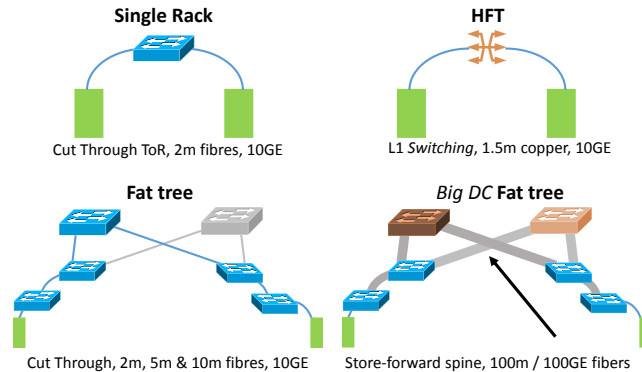 Single Rack
HFT
Cut Through ToR, 2m fibres, 10GE
L1 Switching, 1.5m copper, 10GE
Fat tree
Big DC Fat tree
Cut Through, 2m, 5m & 10m fibres, 10GE
Store-forward spine, 100m / 100GE fibers